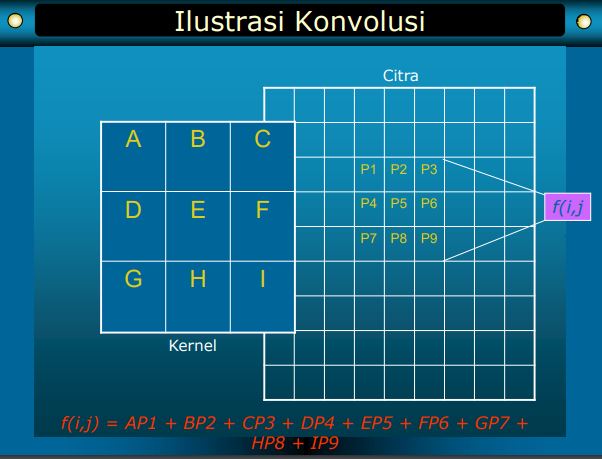 Ilustrasi Konvolusi
Citra
A B C
D E F
G H I
Kernel
P1 P2 P3
P4 P5 P6
P7 P8 P9
f(i,j
f(i,j) = AP1 + BP2 + CP3 + DP4 + EP5 + FP6 + GP7 +
HP8 + IP9